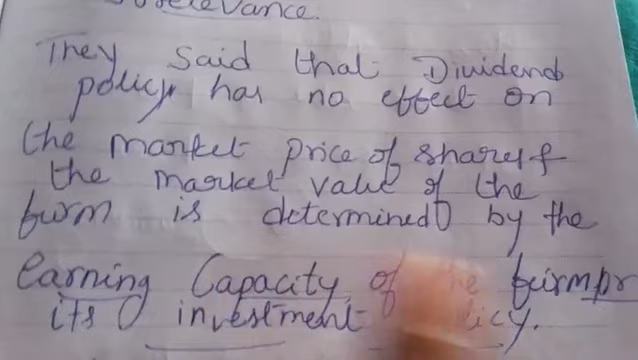 They said that Dividend
policy has no effect on
the market price of shares &
the market value of the
firm is determined by the
earning capacity of the firm or
its investment